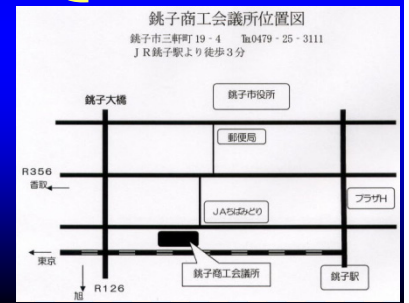 銚子商工会議所位置図
銚子市三軒町19-4 ℡0479-25-3111
JR銚子駅より徒歩3分
銚子市役所
銚子大橋
郵便局
R356
香取
プラザH
JAちばみどり
東京
銚子商工会議所
銚子駅
旭
R126